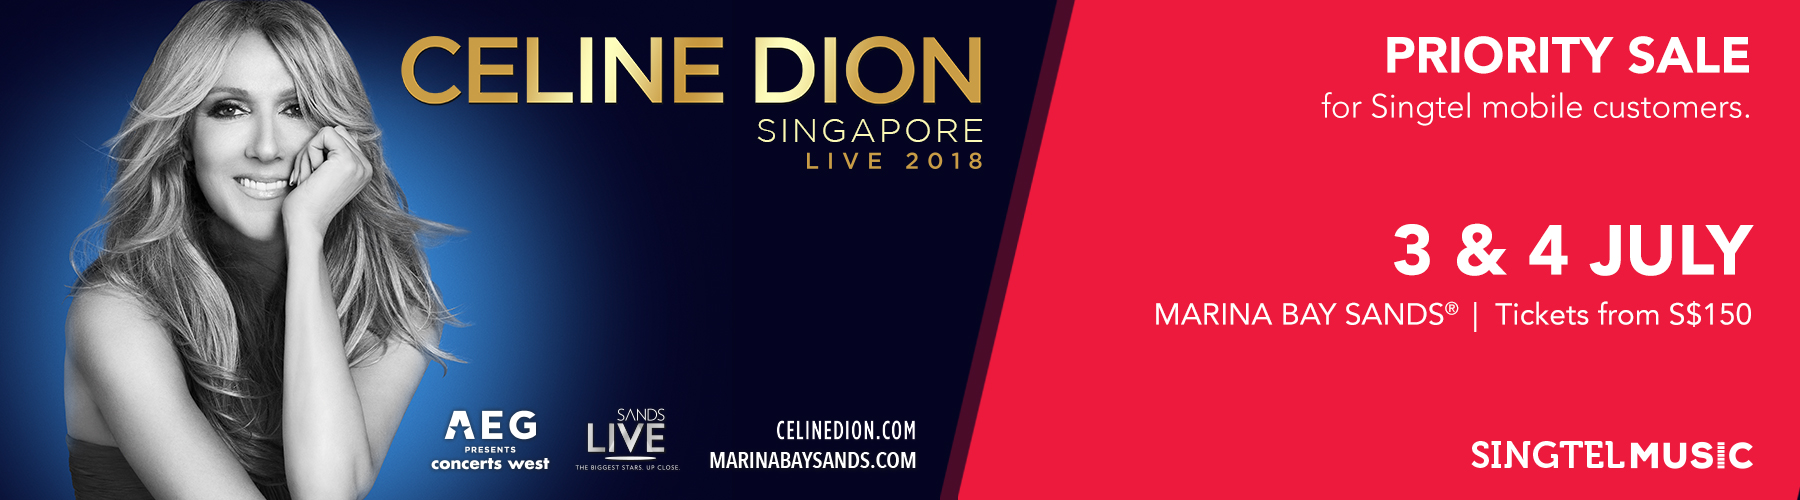 CELINE DION
SINGAPORE
LIVE 2018
AEG
PRESENTS
concerts west
SANDS
LIVE
THE BIGGEST STARS. UP CLOSE.
CELINEDION.COM
MARINABAYSANDS.COM
PRIORITY SALE
for Singtel mobile customers.
3 & 4 JULY
MARINA BAY SANDS® | Tickets from S$150
SINGTELMUSIC